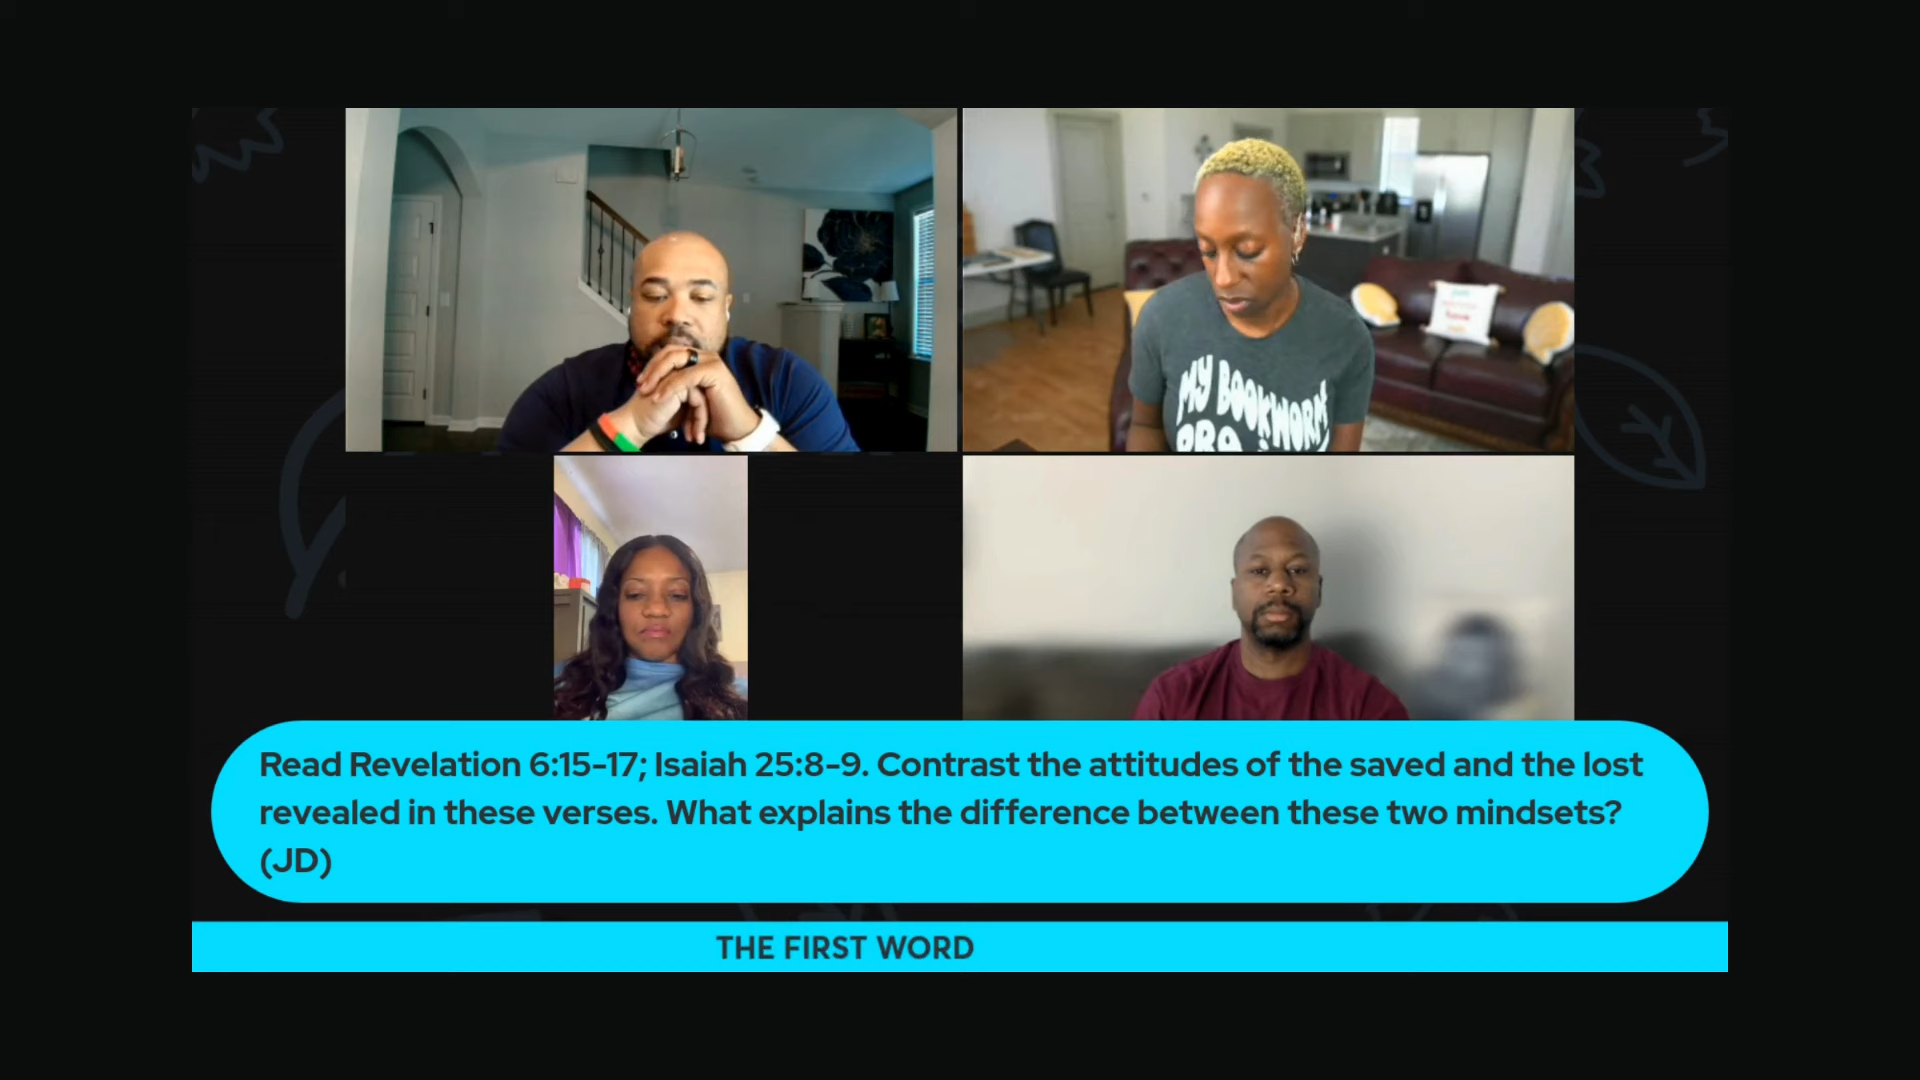 MY BOOKWORM
Read Revelation 6:15-17; Isaiah 25:8-9. Contrast the attitudes of the saved and the lost
revealed in these verses. What explains the difference between these two mindsets?
(JD)
THE FIRST WORD